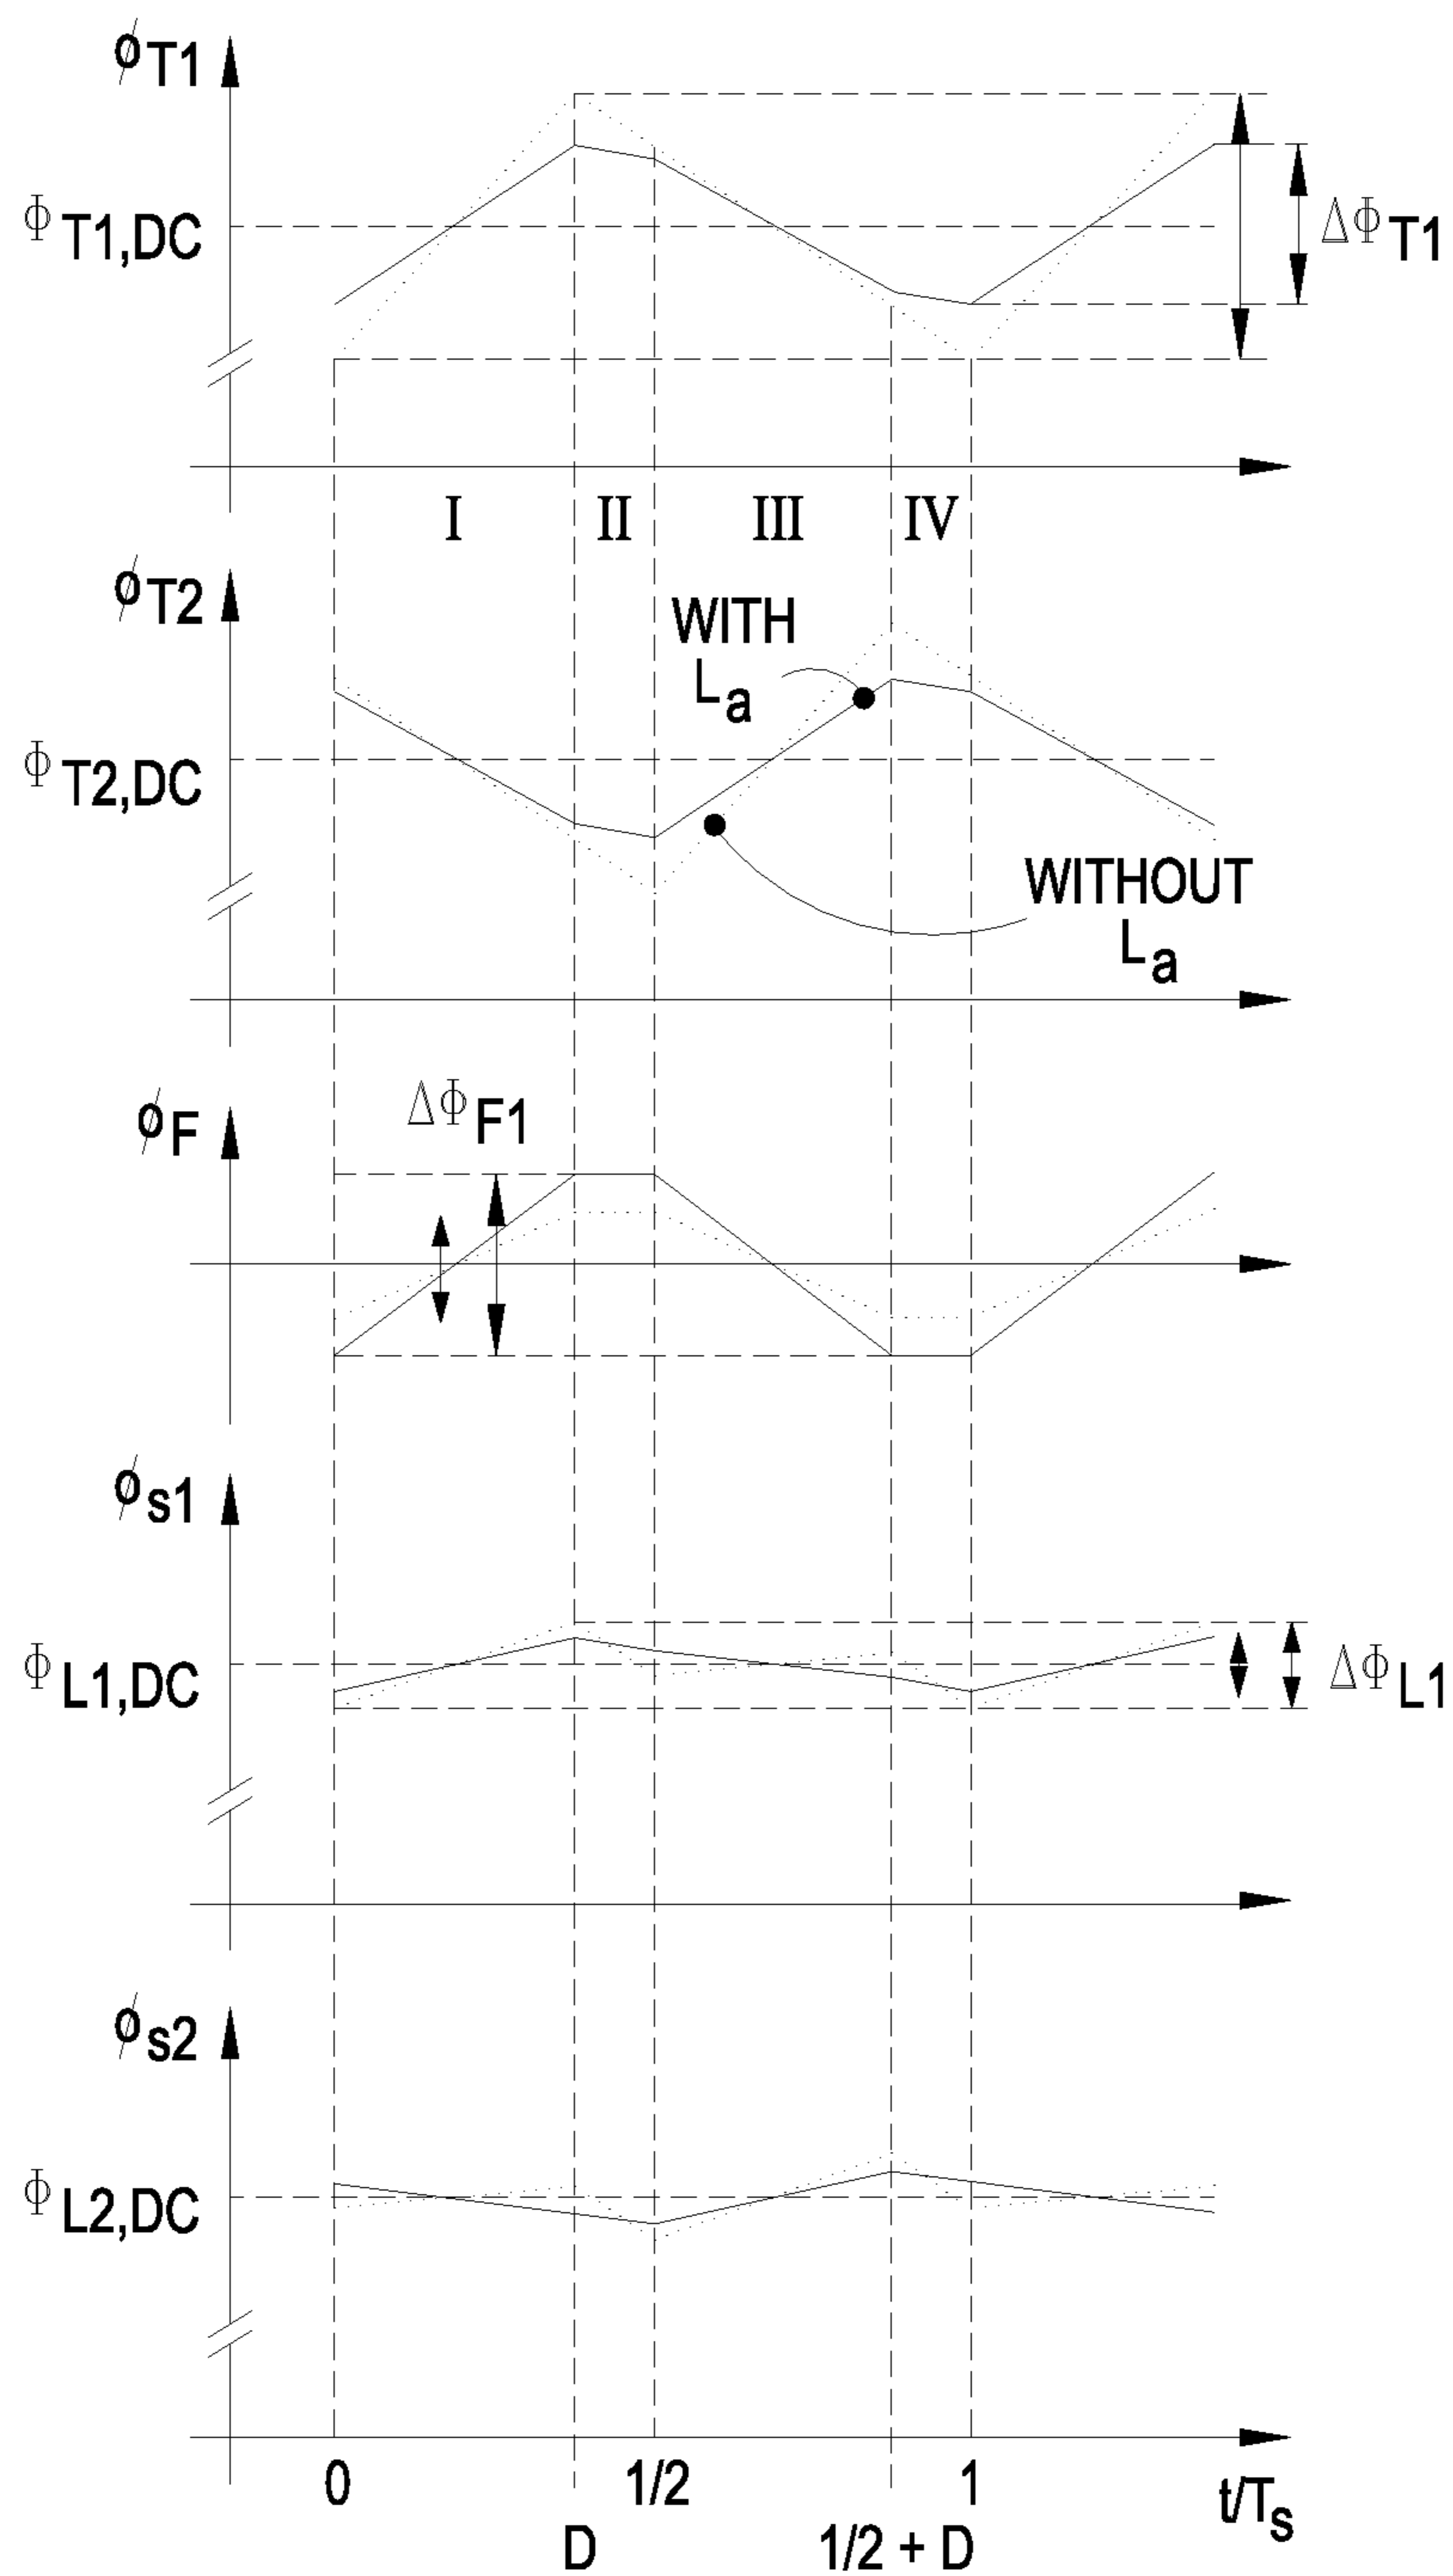 ϕT1
ΦT1,DC
ΔΦT1
I II III IV
ϕT2
WITH
La
ΦT2,DC
WITHOUT
La
ΔΦF1
ϕF
ϕs1
ΦL1,DC
ΔΦL1
ϕs2
ΦL2,DC
0 1/2 1 t/Ts
D 1/2 + D